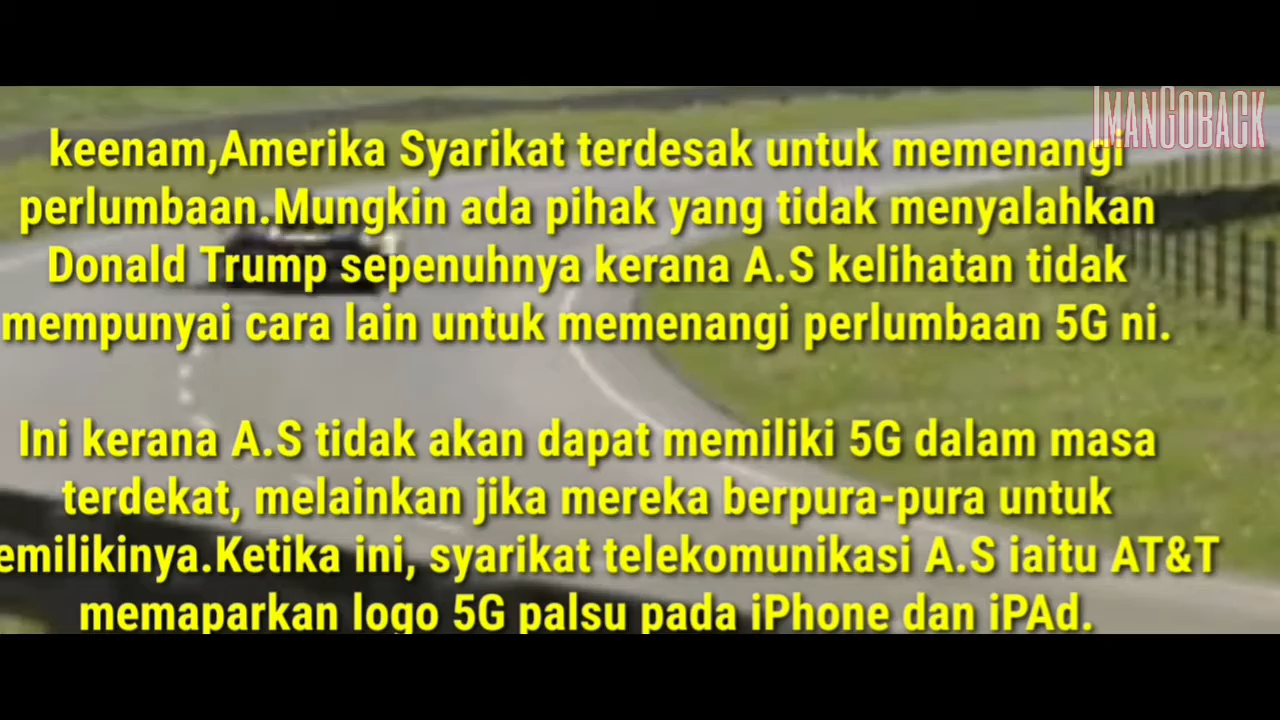 IMANGOBACK
keenam,Amerika Syarikat terdesak untuk memenangi
perlumbaan.Mungkin ada pihak yang tidak menyalahkan
Donald Trump sepenuhnya kerana A.S kelihatan tidak
mempunyai cara lain untuk memenangi perlumbaan 5G ni.
Ini kerana A.S tidak akan dapat memiliki 5G dalam masa
terdekat, melainkan jika mereka berpura-pura untuk
emilikinya.Ketika ini, syarikat telekomunikasi A.S iaitu AT&T
memaparkan logo 5G palsu pada iPhone dan iPAd.